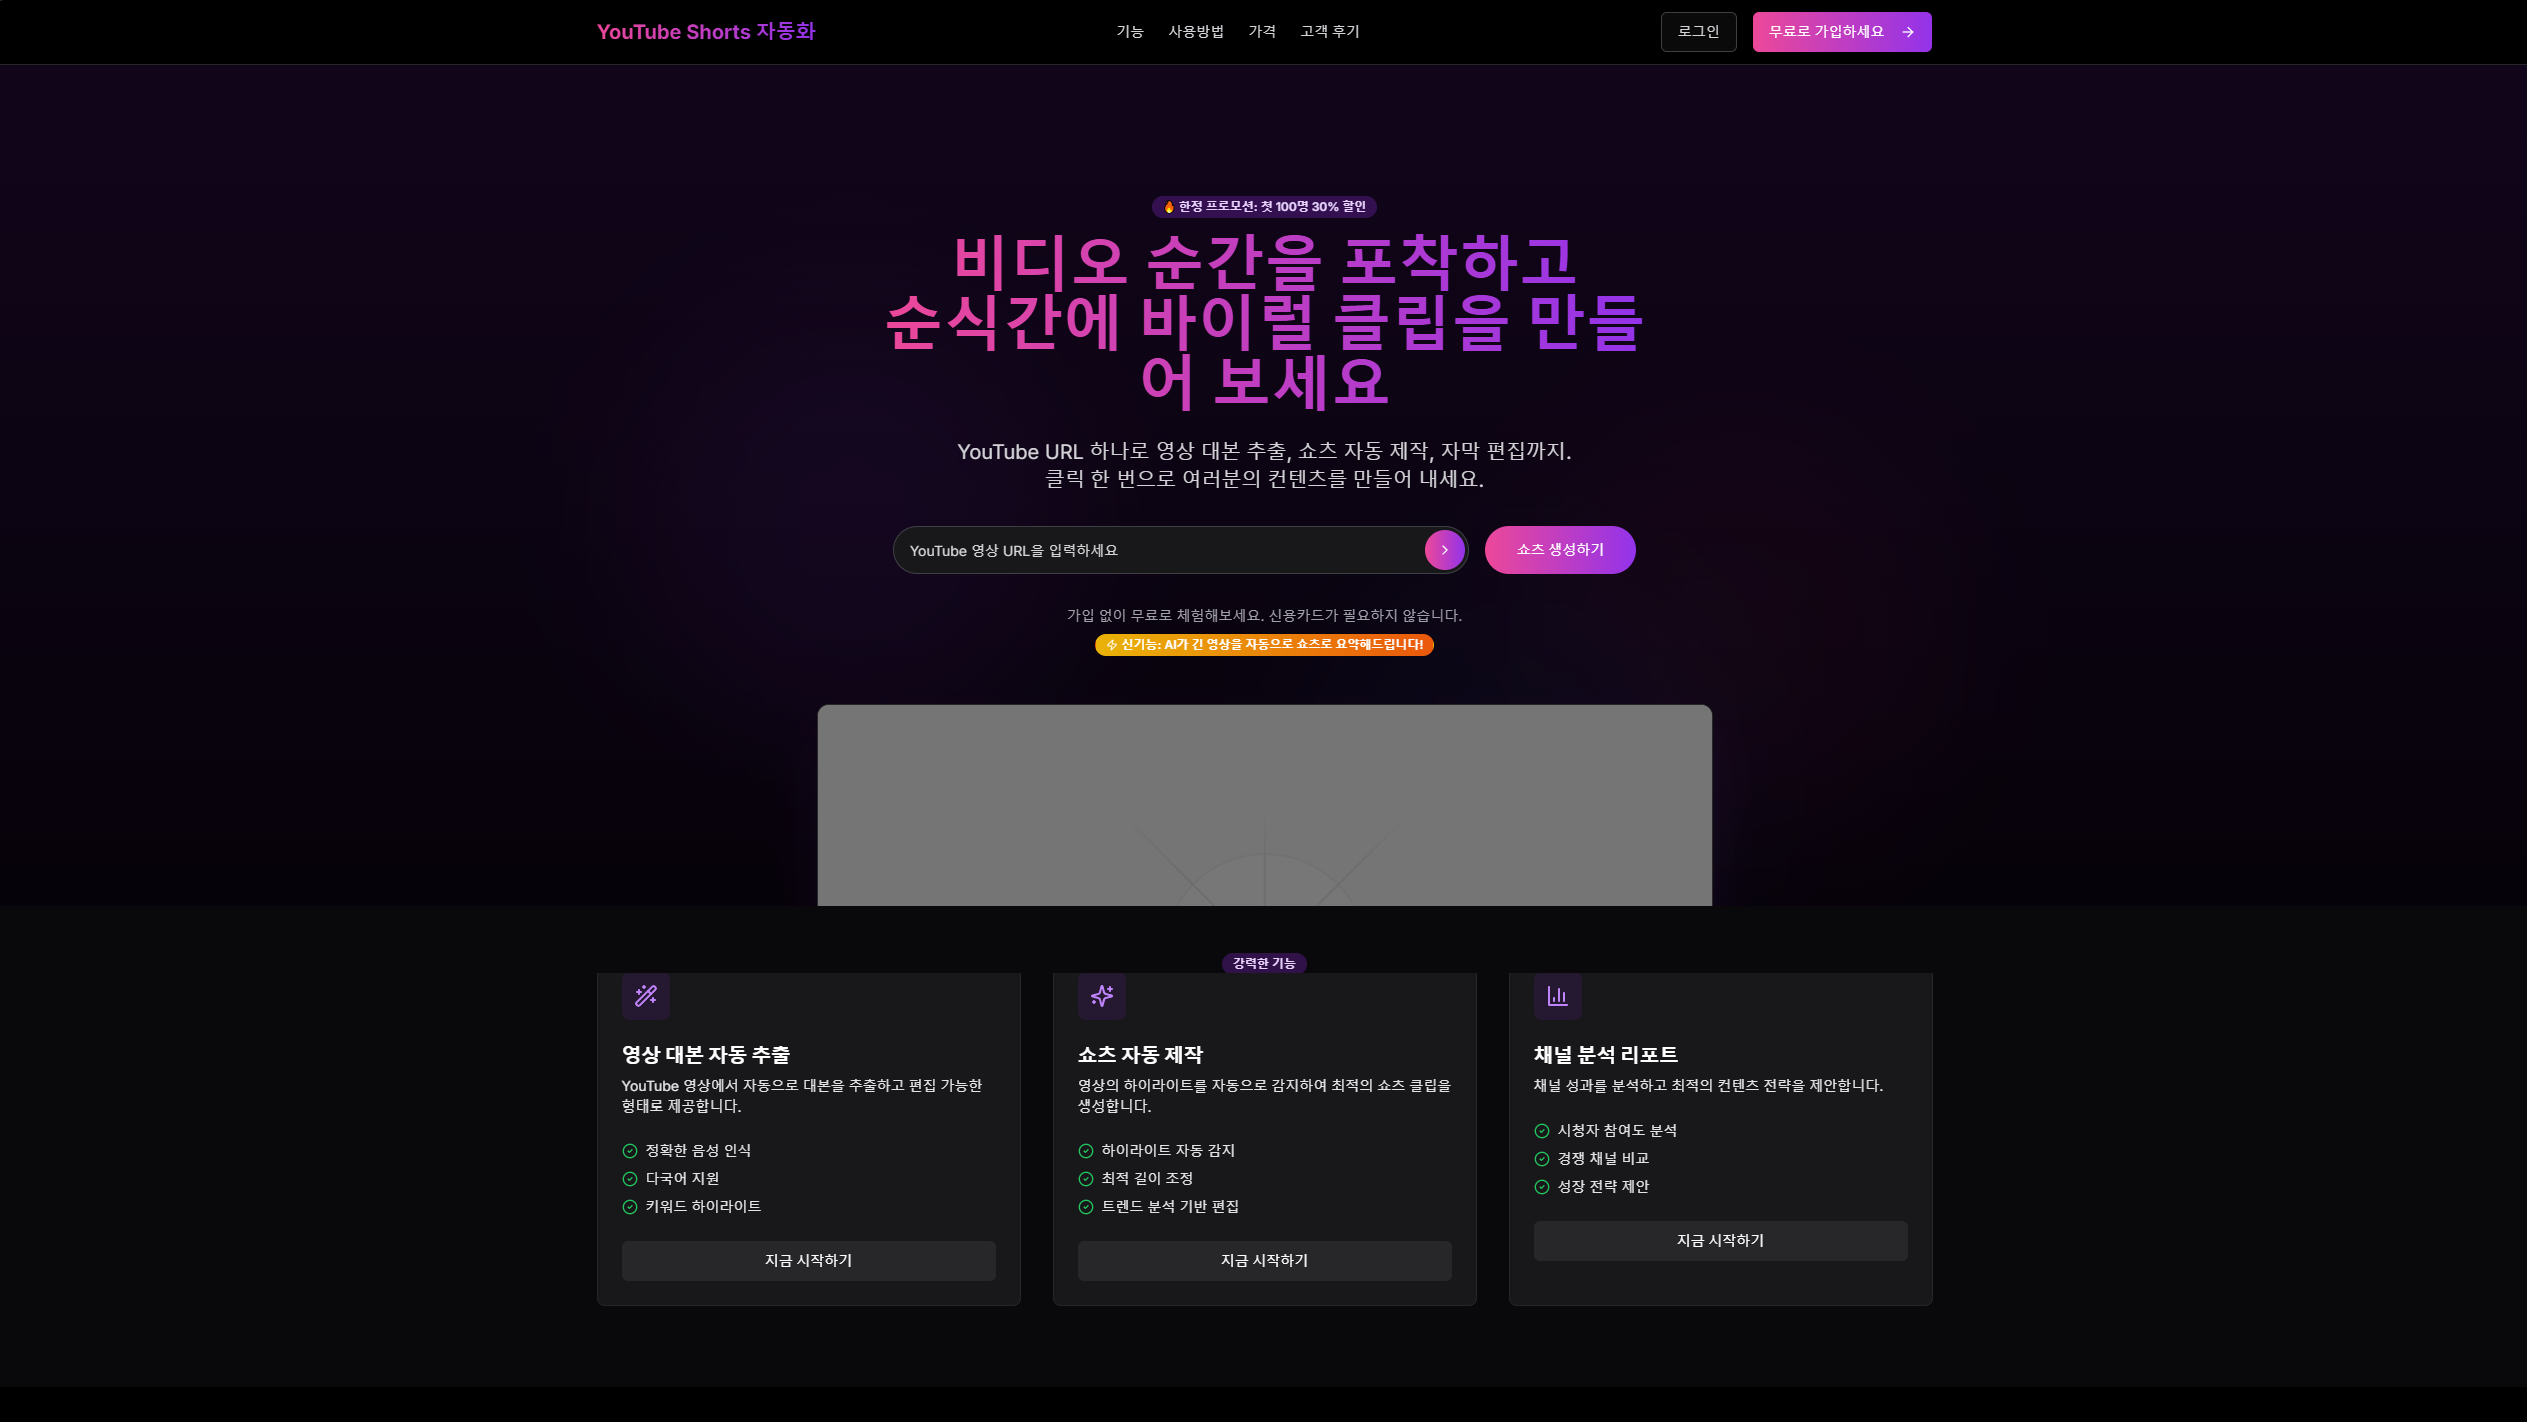 YouTube Shorts 자동화
기능 사용방법 가격 고객 후기
로그인
무료로 가입하세요
한정 프로모션: 첫 100명 30% 할인
비디오 순간을 포착하고
순식간에 바이럴 클립을 만들
어 보세요
YouTube URL 하나로 영상 대본 추출, 쇼츠 자동 제작, 자막 편집까지.
클릭 한 번으로 여러분의 컨텐츠를 만들어 내세요.
YouTube 영상 URL을 입력하세요
쇼츠 생성하기
가입 없이 무료로 체험해보세요. 신용카드가 필요하지 않습니다.
신기능: AI가 긴 영상을 자동으로 쇼츠로 요약해드립니다!
강력한 기능
영상 대본 자동 추출
YouTube 영상에서 자동으로 대본을 추출하고 편집 가능한
형태로 제공합니다.
정확한 음성 인식
다국어 지원
키워드 하이라이트
지금 시작하기
쇼츠 자동 제작
영상의 하이라이트를 자동으로 감지하여 최적의 쇼츠 클립을
생성합니다.
하이라이트 자동 감지
최적 길이 조정
트렌드 분석 기반 편집
지금 시작하기
채널 분석 리포트
채널 성과를 분석하고 최적의 컨텐츠 전략을 제안합니다.
시청자 참여도 분석
경쟁 채널 비교
성장 전략 제안
지금 시작하기